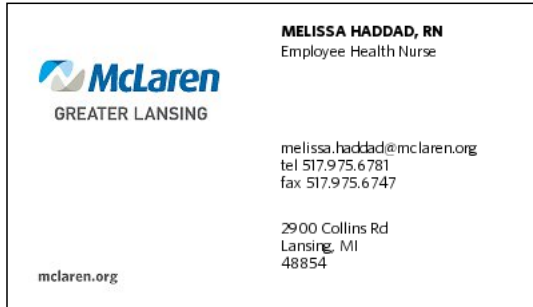 McLaren
GREATER LANSING
mclaren.org
MELISSA HADDAD, RN
Employee Health Nurse
melissa.haddad@mclaren.org
tel 517.975.6781
fax 517.975.6747
2900 Collins Rd
Lansing, MI
48854